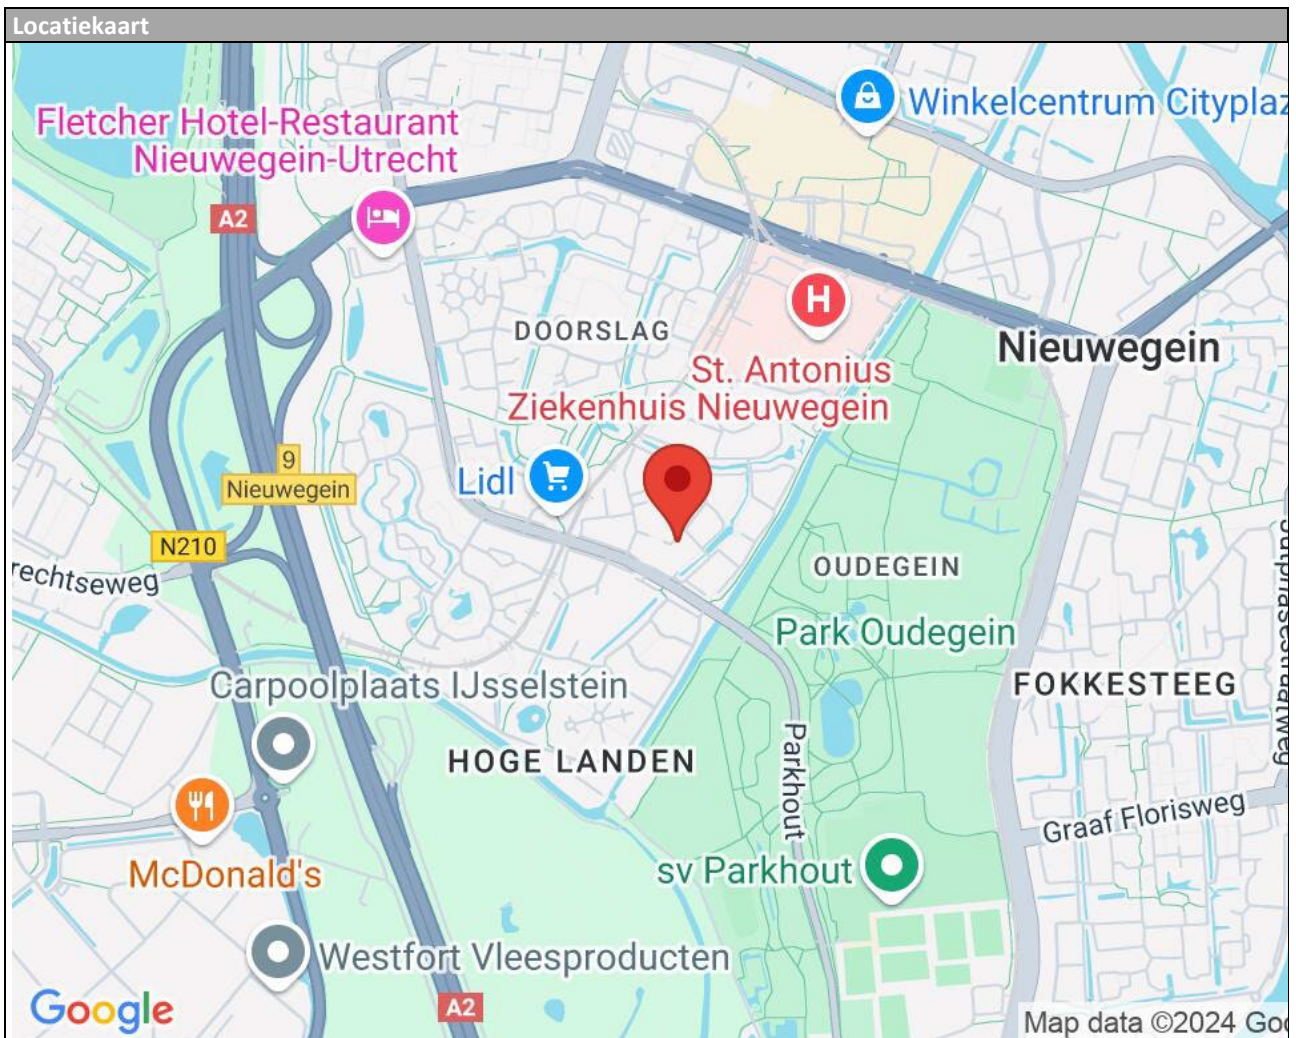 Locatiekaart
Winkelcentrum Cityplaz
Fletcher Hotel-Restaurant
Nieuwegein-Utrecht
A2
H
DOORSLAG
Nieuwegein
St. Antonius
Ziekenhuis Nieuwegein
9
Nieuwegein
Lidl
N210
rechtseweg
OUDEGEIN
Park Oudegein
Carpoolplaats IJsselstein
FOKKESTEEG
HOGE LANDEN
Parkhout
Graaf Florisweg
McDonald's
sv Parkhout
Westfort Vleesproducten
A2
Google
Map data ©2024 Goo